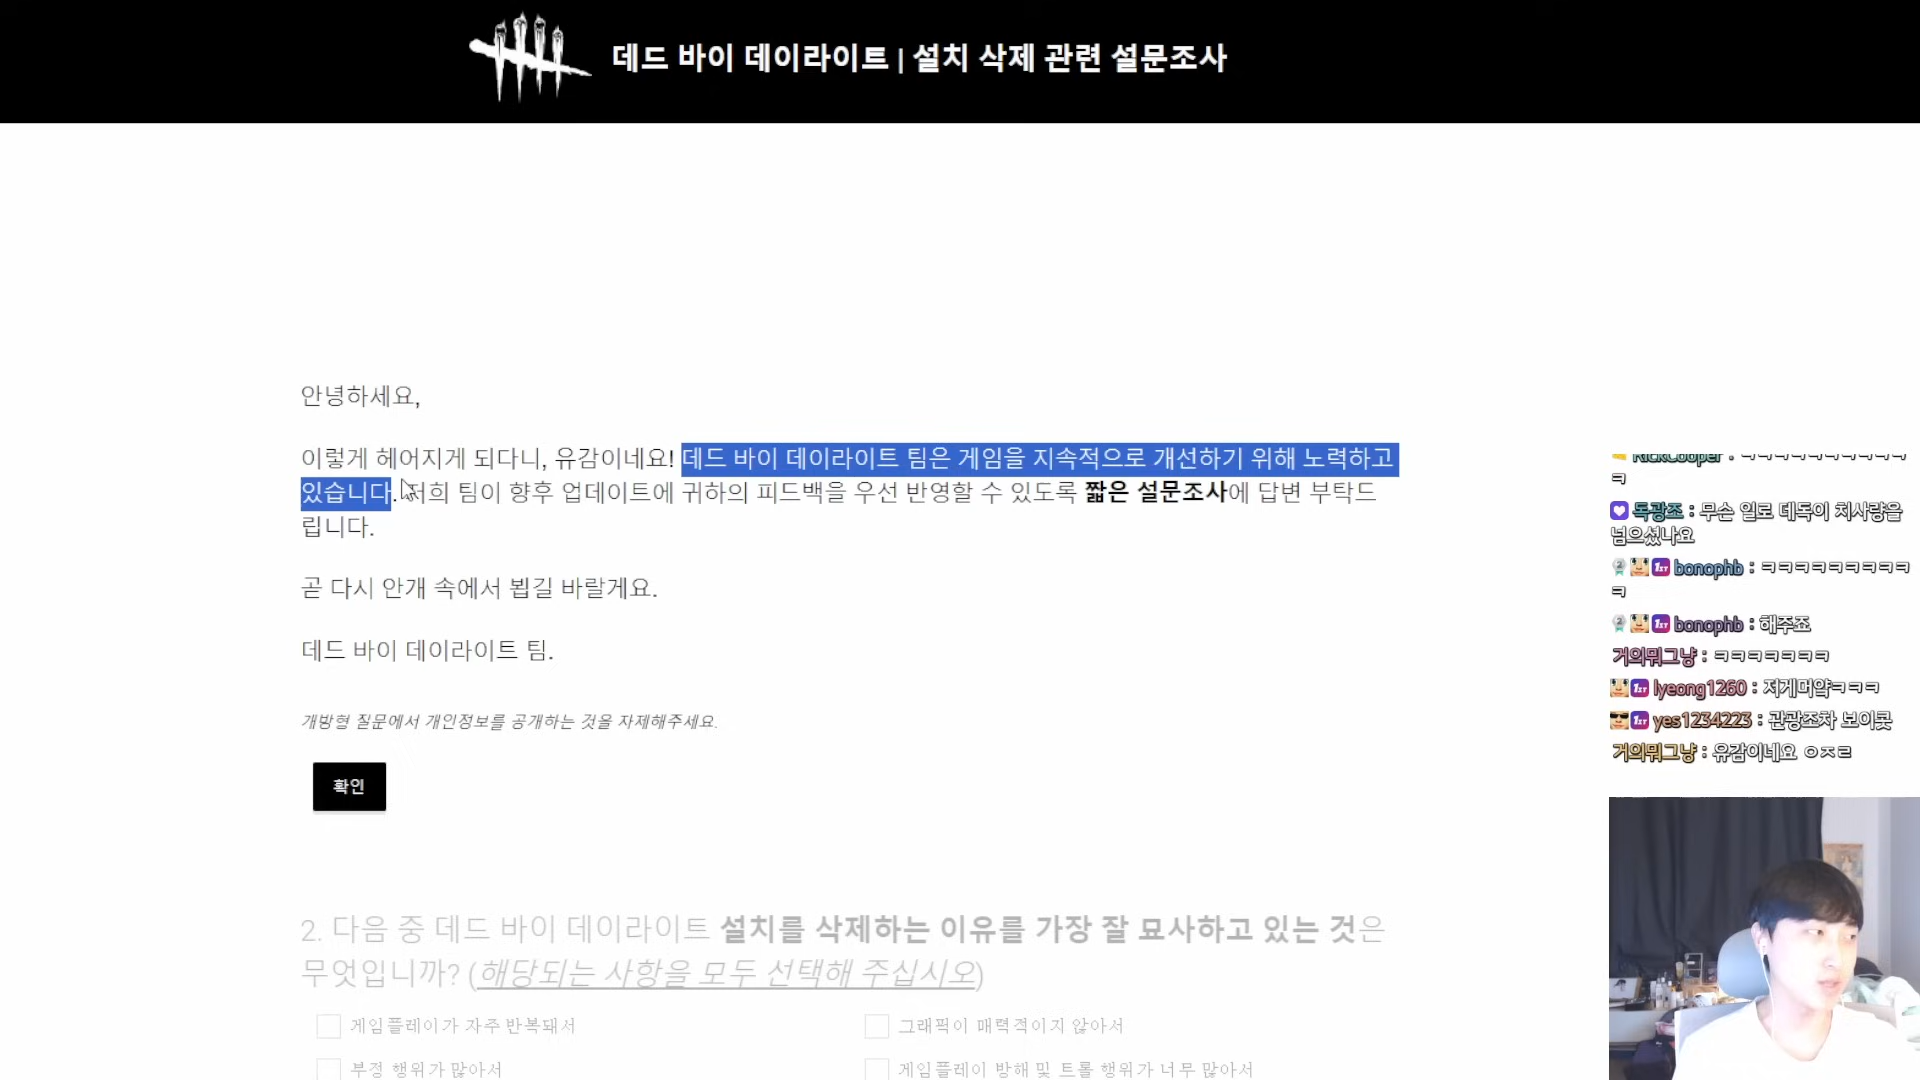 데드 바이 데이라이트 | 설치 삭제 관련 설문조사
안녕하세요,
이렇게 헤어지게 되다니, 유감이네요! 데드 바이 데이라이트 팀은 게임을 지속적으로 개선하기 위해 노력하고
있습니다. 저희 팀이 향후 업데이트에 귀하의 피드백을 우선 반영할 수 있도록 짧은 설문조사에 답변 부탁드
립니다.
곧 다시 안개 속에서 뵙길 바랄게요.
데드 바이 데이라이트 팀.
개방형 질문에서 개인정보를 공개하는 것을 자제해주세요.
확인
2. 다음 중 데드 바이 데이라이트 설치를 삭제하는 이유를 가장 잘 묘사하고 있는 것은
무엇입니까? (해당되는 사항을 모두 선택해 주십시오)
게임플레이가 자주 반복돼서
그래픽이 매력적이지 않아서
부정 행위가 많아서
게임플레이 방해 및 트롤 행위가 너무 많아서
RickCooper :
ㅋ
독광조 : 무슨 일로 데독이 치사량을
넘으셨나요
bonophb : ㅋㅋㅋㅋㅋㅋㅋㅋㅋ
ㅋ
bonophb : 해주죠
거의뭐그냥 : ㅋㅋㅋㅋㅋㅋㅋ
lyeong1260 : 저게머약ㅋㅋㅋ
yes1234223 : 관광조차 보이콧
거의뭐그냥 : 유감이네요 ㅇㅈㄹ